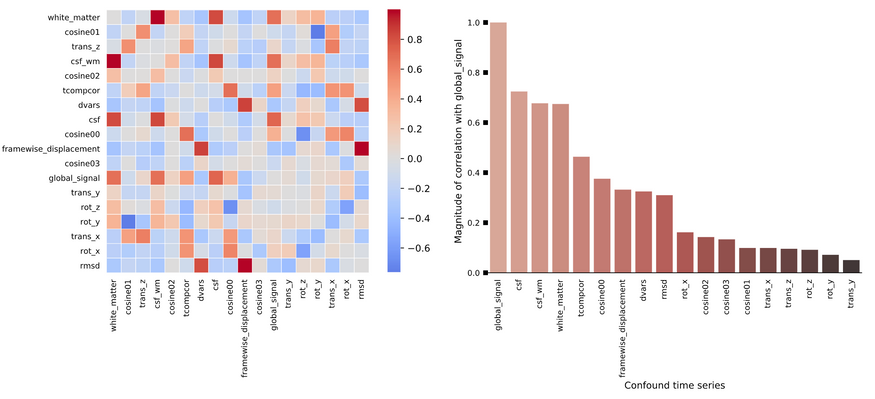 white_matter
cosine01
trans_z
csf_wm
cosine02
tcompcor
dvars
csf
cosine00
framewise_displacement
cosine03
global_signal
trans_y
rot_z
rot_y
trans_x
rot_x
rmsd
white_matter
cosine01
trans_z
csf_wm
cosine02
tcompcor
dvars
csf
cosine00
framewise_displacement
cosine03
global_signal
trans_y
rot_z
rot_y
trans_x
rot_x
rmsd
0.8
0.6
0.4
0.2
0.0
−0.2
−0.4
−0.6
Magnitude of correlation with global_signal
1.0
0.8
0.6
0.4
0.2
0.0
global_signal
csf
csf_wm
white_matter
tcompcor
cosine00
framewise_displacement
dvars
rmsd
rot_x
cosine02
cosine03
cosine01
trans_x
trans_z
rot_z
rot_y
trans_y
Confound time series